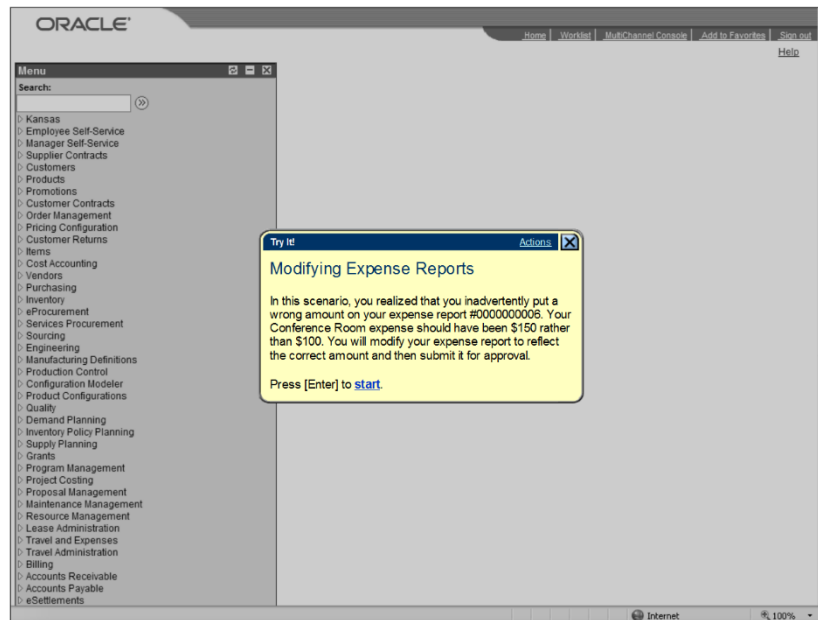 ORACLE'
Home Worklist MultiChannel Console Add to Favorites Sign out
Help
Menu
Search:
Kansas
Employee Self-Service
Manager Self-Service
Supplier Contracts
Customers
Products
Promotions
Customer Contracts
Order Management
Pricing Configuration
Customer Returns
Items
Cost Accounting
Vendors
Purchasing
Inventory
eProcurement
Services Procurement
Sourcing
Engineering
Manufacturing Definitions
Production Control
Configuration Modeler
Product Configurations
Quality
Demand Planning
Inventory Policy Planning
Supply Planning
Grants
Program Management
Project Costing
Proposal Management
Maintenance Management
Resource Management
Lease Administration
Travel and Expenses
Travel Administration
Billing
Accounts Receivable
Accounts Payable
eSettlements
Try It! Actions
Modifying Expense Reports
In this scenario, you realized that you inadvertently put a
wrong amount on your expense report #0000000006. Your
Conference Room expense should have been $150 rather
than $100. You will modify your expense report to reflect
the correct amount and then submit it for approval.
Press [Enter] to start.
Internet 100%